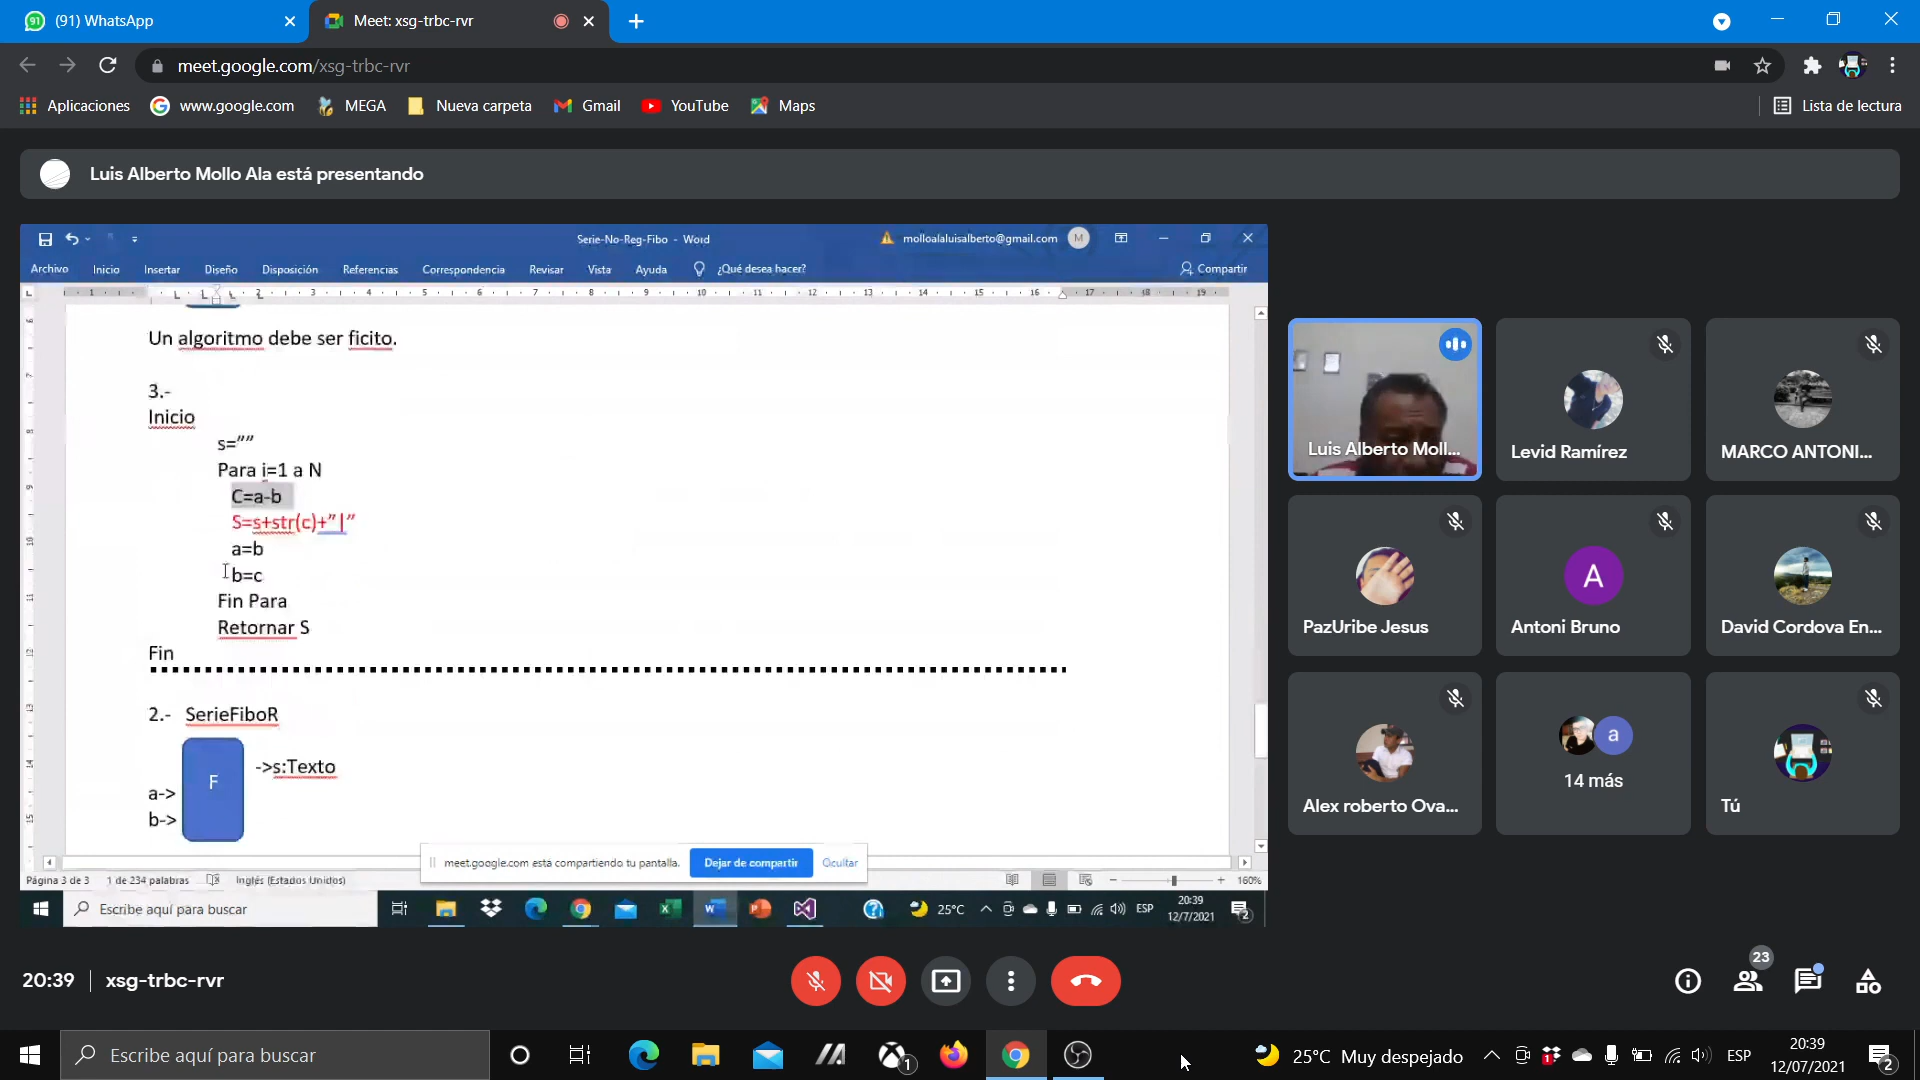 (91) WhatsApp
Meet: xsg-trbc-rvr
meet.google.com/xsg-trbc-rvr
Aplicaciones
www.google.com
MEGA
Nueva carpeta
Gmail
YouTube
Maps
Lista de lectura
Luis Alberto Mollo Ala está presentando
Serie-No-Reg-Fibo - Word
molloalaluisalberto@gmail.com
M
Archivo
Inicio
Insertar
Diseño
Disposición
Referencias
Correspondencia
Revisar
Vista
Ayuda
¿Qué desea hacer?
Compartir
Un algoritmo debe ser ficito.
3.-
Inicio
s=""
Para i=1 a N
C=a-b
S=s+str(c)+"|"
a=b
b=c
Fin Para
Retornar S
Fin
2.- SerieFiboR
F
->s:Texto
a->
b->
meet.google.com está compartiendo tu pantalla.
Dejar de compartir
Ocultar
Página 3 de 3
1 de 234 palabras
Inglés (Estados Unidos)
160%
Escribe aquí para buscar
25°C
ESP
20:39
12/7/2021
2
Luis Alberto Moll...
Levid Ramírez
MARCO ANTONI...
PazUribe Jesus
A
Antoni Bruno
David Cordova En...
Alex roberto Ova...
a
14 más
Tú
20:39
xsg-trbc-rvr
23
Escribe aquí para buscar
1
25°C Muy despejado
1
ESP
20:39
12/07/2021
2